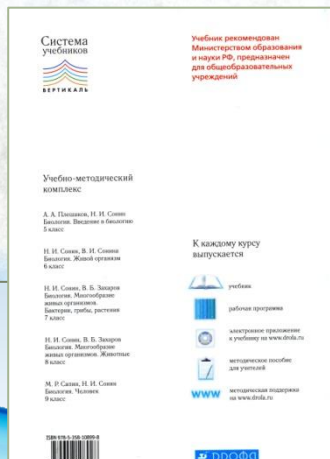 Система
учебников
ВЕРТИКАЛЬ
Учебник рекомендован
Министерством образования
и науки РФ, предназначен
для общеобразовательных
учреждений
Учебно-методический
комплекс
А. А. Плешаков, Н. И. Сонин
Биология. Введение в биологию
5 класс
Н. И. Сонин, В. И. Сонина
Биология. Живой организм
6 класс
Н. И. Сонин, В. Б. Захаров
Биология. Многообразие
живых организмов.
Бактерии, грибы, растения
7 класс
Н. И. Сонин, В. Б. Захаров
Биология. Многообразие
живых организмов. Животные
8 класс
М. Р. Сапин, Н. И. Сонин
Биология. Человек
9 класс
К каждому курсу
выпускается
учебник
рабочая программа
электронное приложение
к учебнику на www.drofa.ru
методическое пособие
для учителей
www
методическая поддержка
на www.drofa.ru
дрофа